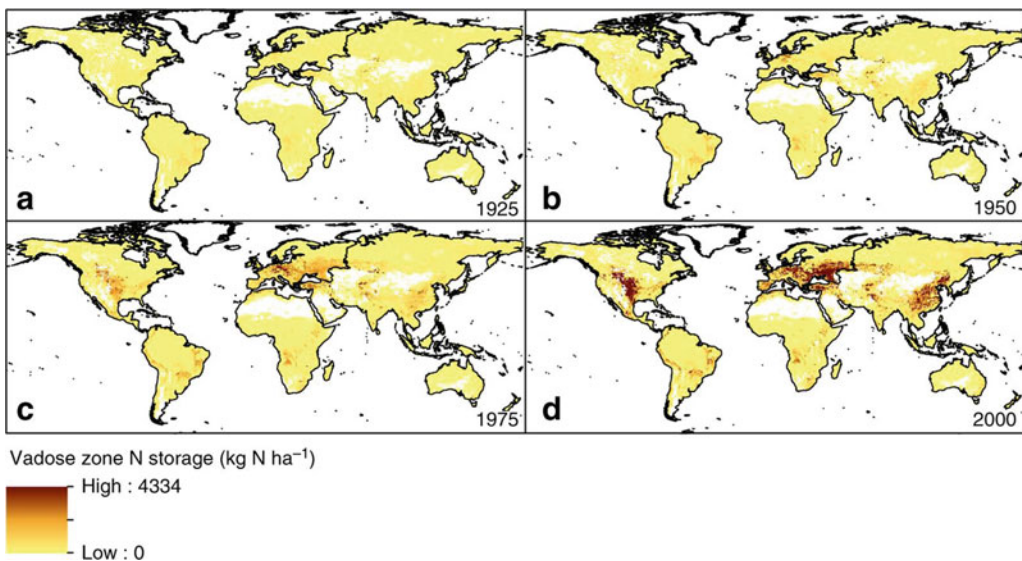 a
1925
b
1950
c
1975
d
2000
Vadose zone N storage (kg N ha⁻¹)
High : 4334
Low : 0